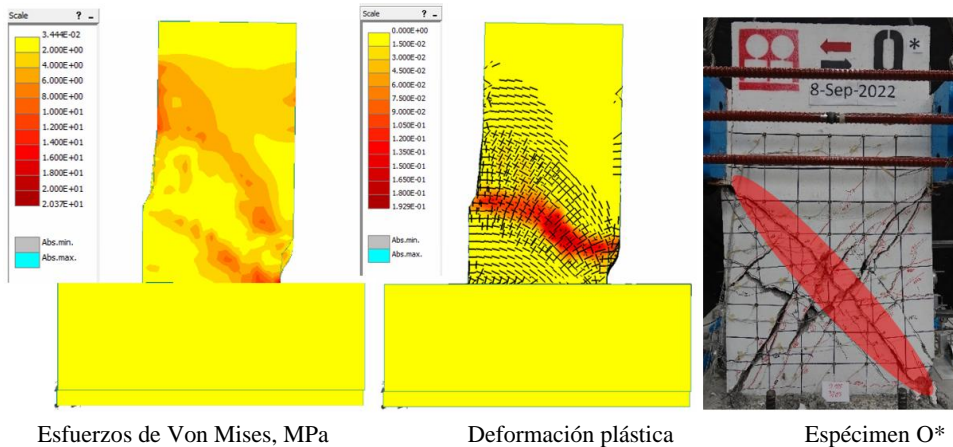 Scale ? _
3.444E-02
2.000E+00
4.000E+00
6.000E+00
8.000E+00
1.000E+01
1.200E+01
1.400E+01
1.600E+01
1.800E+01
2.000E+01
2.037E+01
Abs.min.
Abs.max.
Scale ? _
0.000E+00
1.500E-02
3.000E-02
4.500E-02
6.000E-02
7.500E-02
9.000E-02
1.050E-01
1.200E-01
1.350E-01
1.500E-01
1.650E-01
1.800E-01
1.929E-01
Abs.min.
Abs.max.
O*
8-Sep-2022
Esfuerzos de Von Mises, MPa
Deformación plástica
Espécimen O*